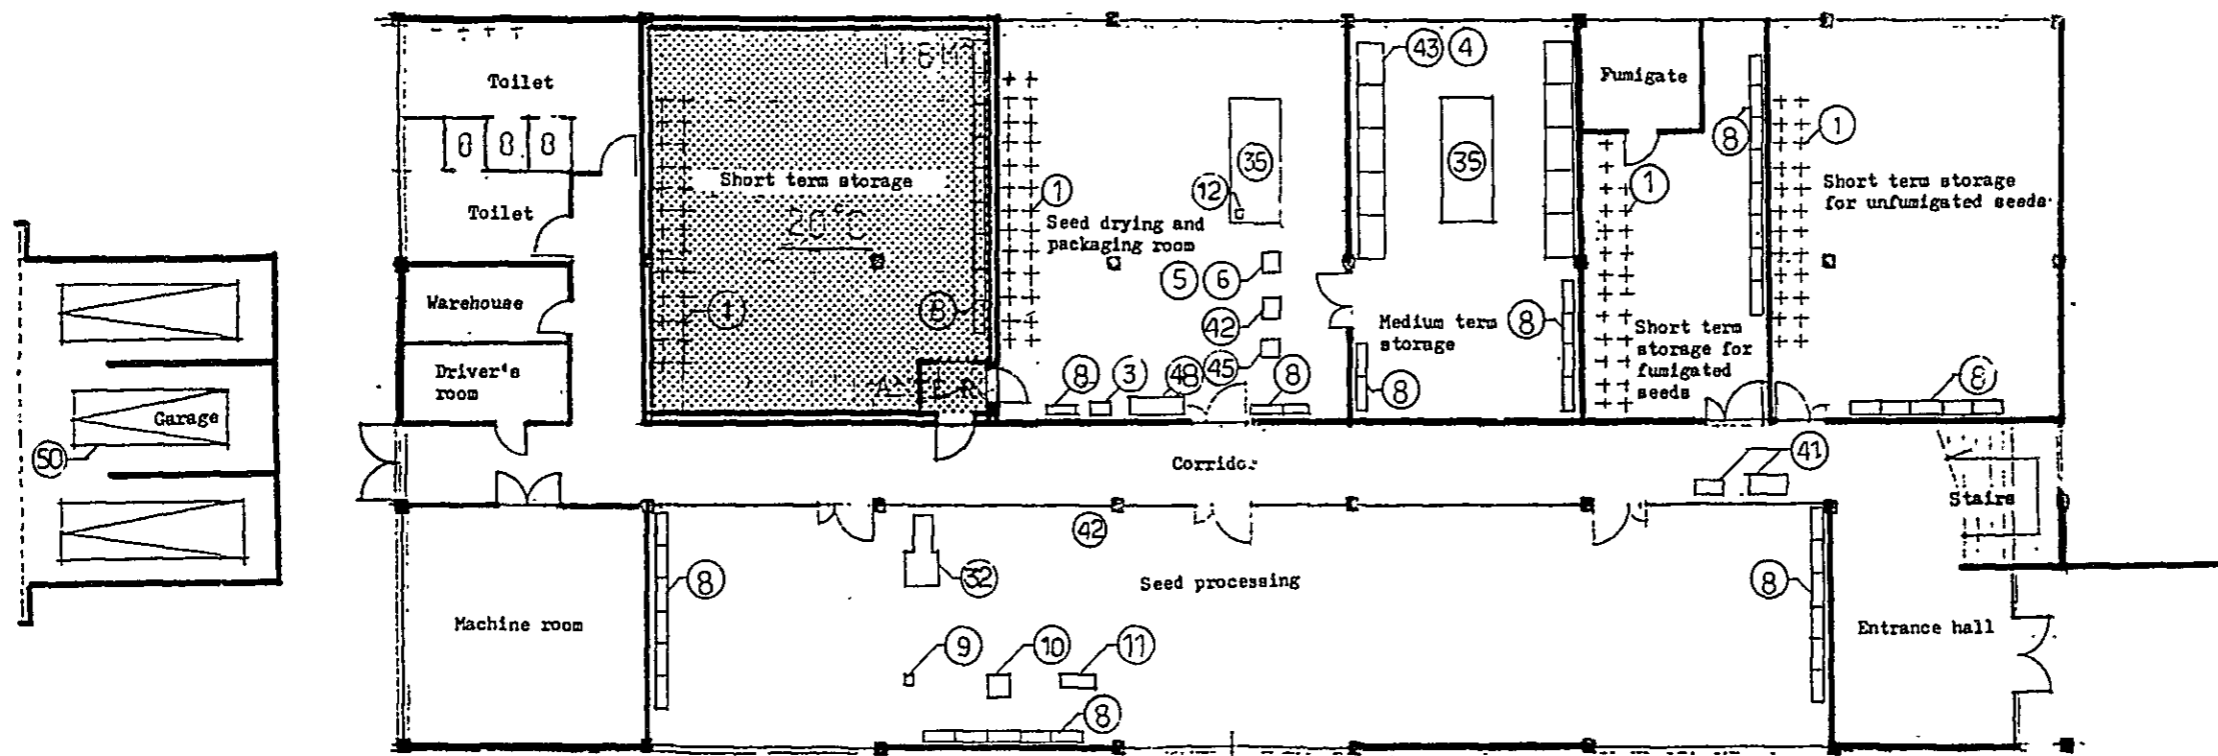 43
4
Toilet
Fumigate
8
1
35
35
Short term storage
12
1
1
Short term storage
for unfumigated seeds
Toilet
20°C
Seed drying and
packaging room
5
6
Warehouse
1
8
42
Medium term
storage
8
Short term
storage for
fumigated
seeds
Driver's
room
8
3
48
45
8
8
8
Garage
50
Corridor
41
Stairs
42
8
32
Seed processing
8
Machine room
9
10
11
Entrance hall
8